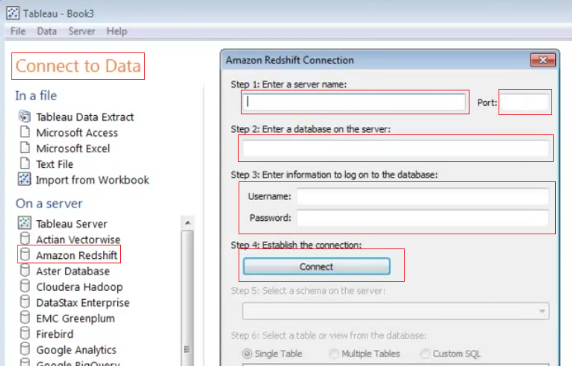 Tableau - Book3
File Data Server Help
Connect to Data
In a file
Tableau Data Extract
Microsoft Access
Microsoft Excel
Text File
Import from Workbook
On a server
Tableau Server
Actian Vectorwise
Amazon Redshift
Aster Database
Cloudera Hadoop
DataStax Enterprise
EMC Greenplum
Firebird
Google Analytics
Google BigQuery
Amazon Redshift Connection
Step 1: Enter a server name:
Port:
Step 2: Enter a database on the server:
Step 3: Enter information to log on to the database:
Username:
Password:
Step 4: Establish the connection:
Connect
Step 5: Select a schema on the server:
Step 6: Select a table or view from the database:
Single Table Multiple Tables Custom SQL